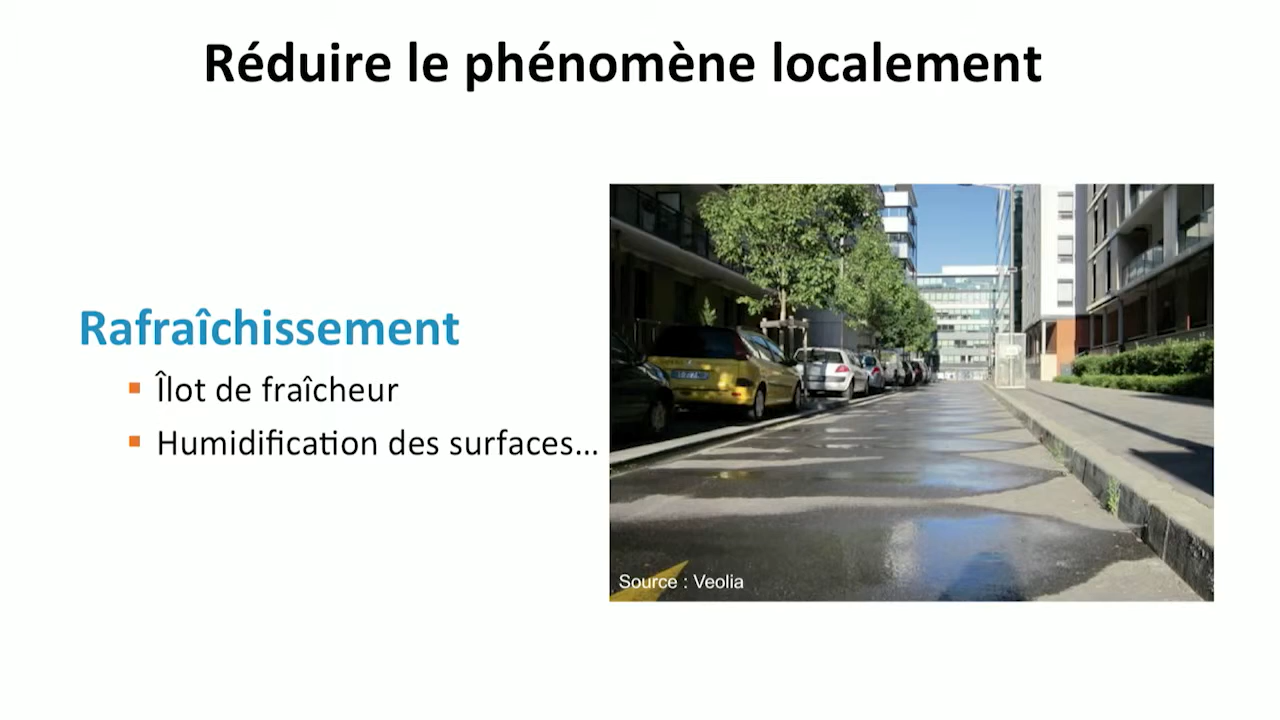 Réduire le phénomène localement
Rafraîchissement
▪ Îlot de fraîcheur
▪ Humidification des surfaces...
Source : Veolia